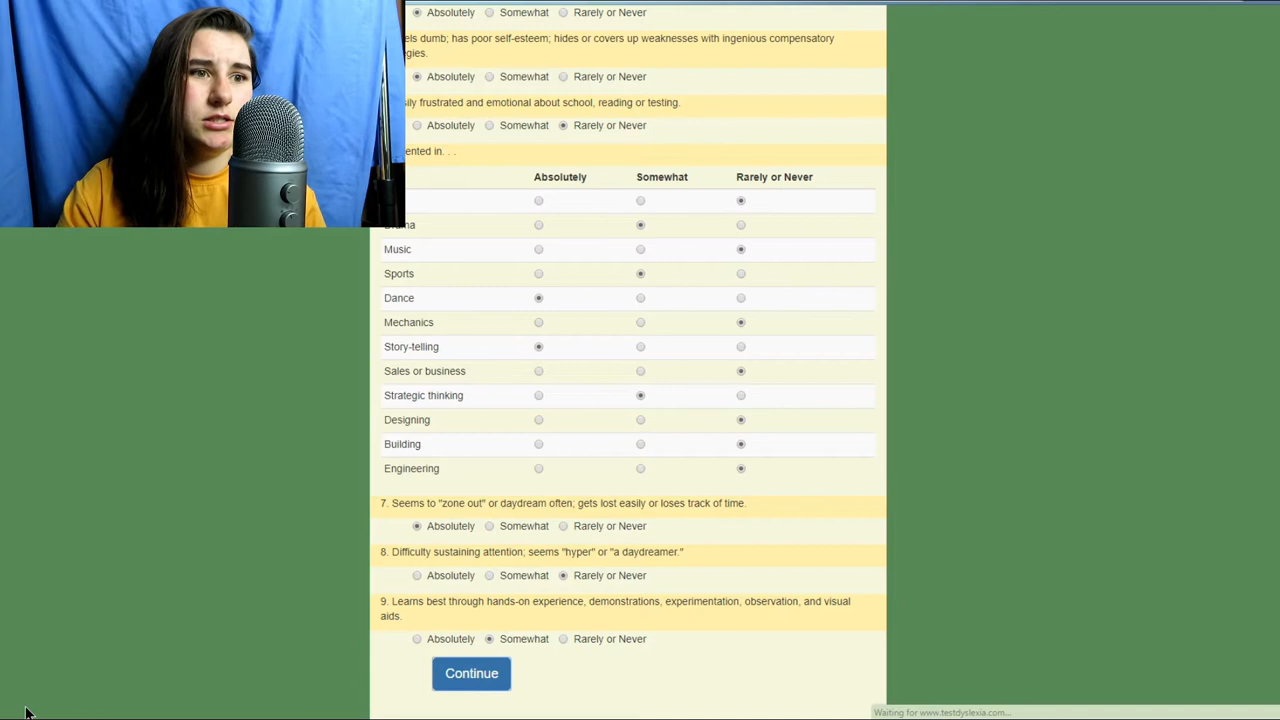 Absolutely Somewhat Rarely or Never
dumb; has poor self-esteem; hides or covers up weaknesses with ingenious compensatory
Absolutely Somewhat Rarely or Never
frustrated and emotional about school, reading or testing.
Absolutely Somewhat Rarely or Never
in. . .
Absolutely Somewhat Rarely or Never
Music
Sports
Dance
Mechanics
Story-telling
Sales or business
Strategic thinking
Designing
Building
Engineering
7. Seems to "zone out" or daydream often; gets lost easily or loses track of time.
Absolutely Somewhat Rarely or Never
8. Difficulty sustaining attention; seems "hyper" or "a daydreamer."
Absolutely Somewhat Rarely or Never
9. Learns best through hands-on experience, demonstrations, experimentation, observation, and visual
aids.
Absolutely Somewhat Rarely or Never
Continue
Waiting for www.testdyslexia.com...